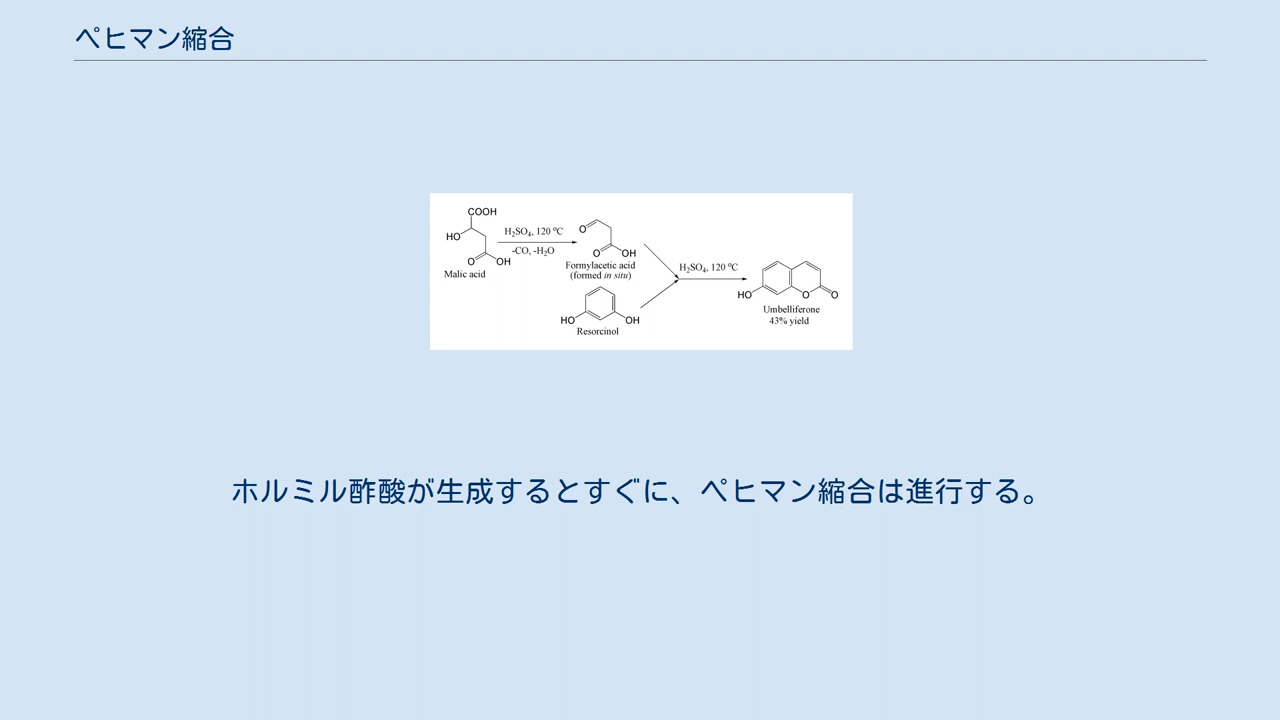 ペヒマン縮合
COOH
HO
O
OH
Malic acid
H₂SO₄, 120 ⁰C
-CO, -H₂O
O
O
OH
Formylacetic acid
(formed in situ)
HO
OH
Resorcinol
H₂SO₄, 120 ⁰C
HO
O
O
Umbelliferone
43% yield
ホルミル酢酸が生成するとすぐに、ペヒマン縮合は進行する。